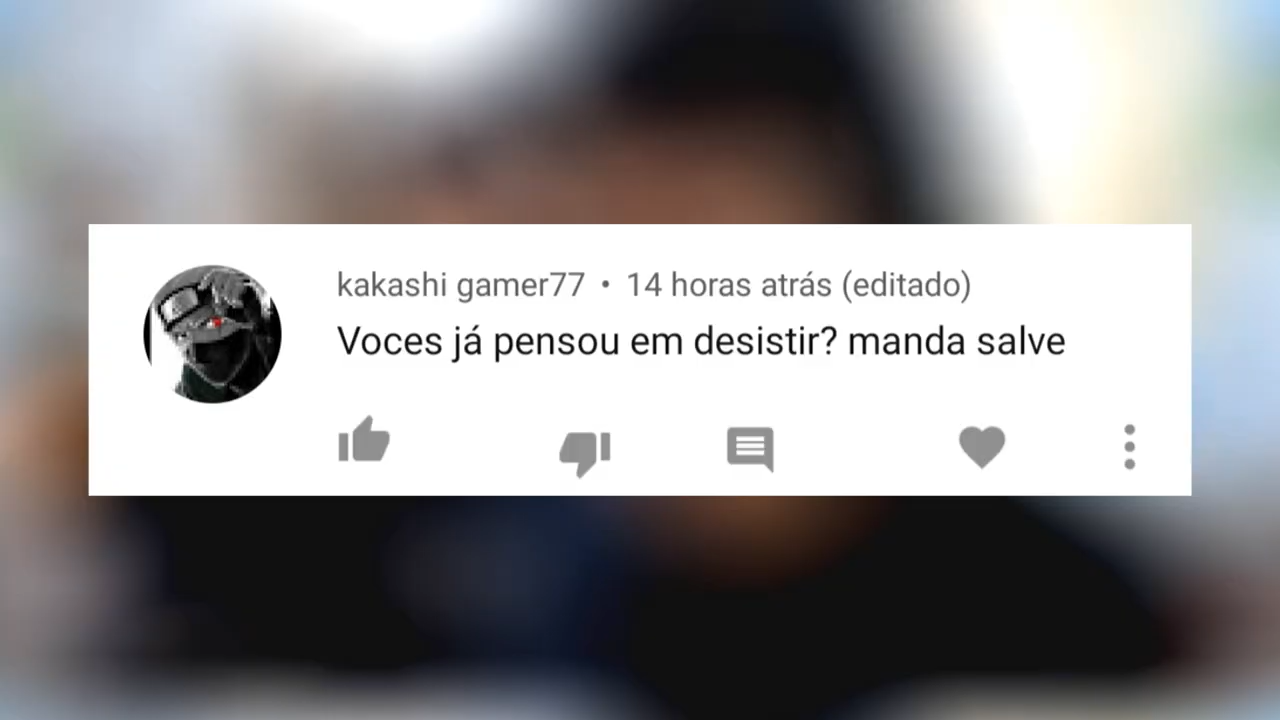 kakashi gamer77 • 14 horas atrás (editado)
Voces já pensou em desistir? manda salve